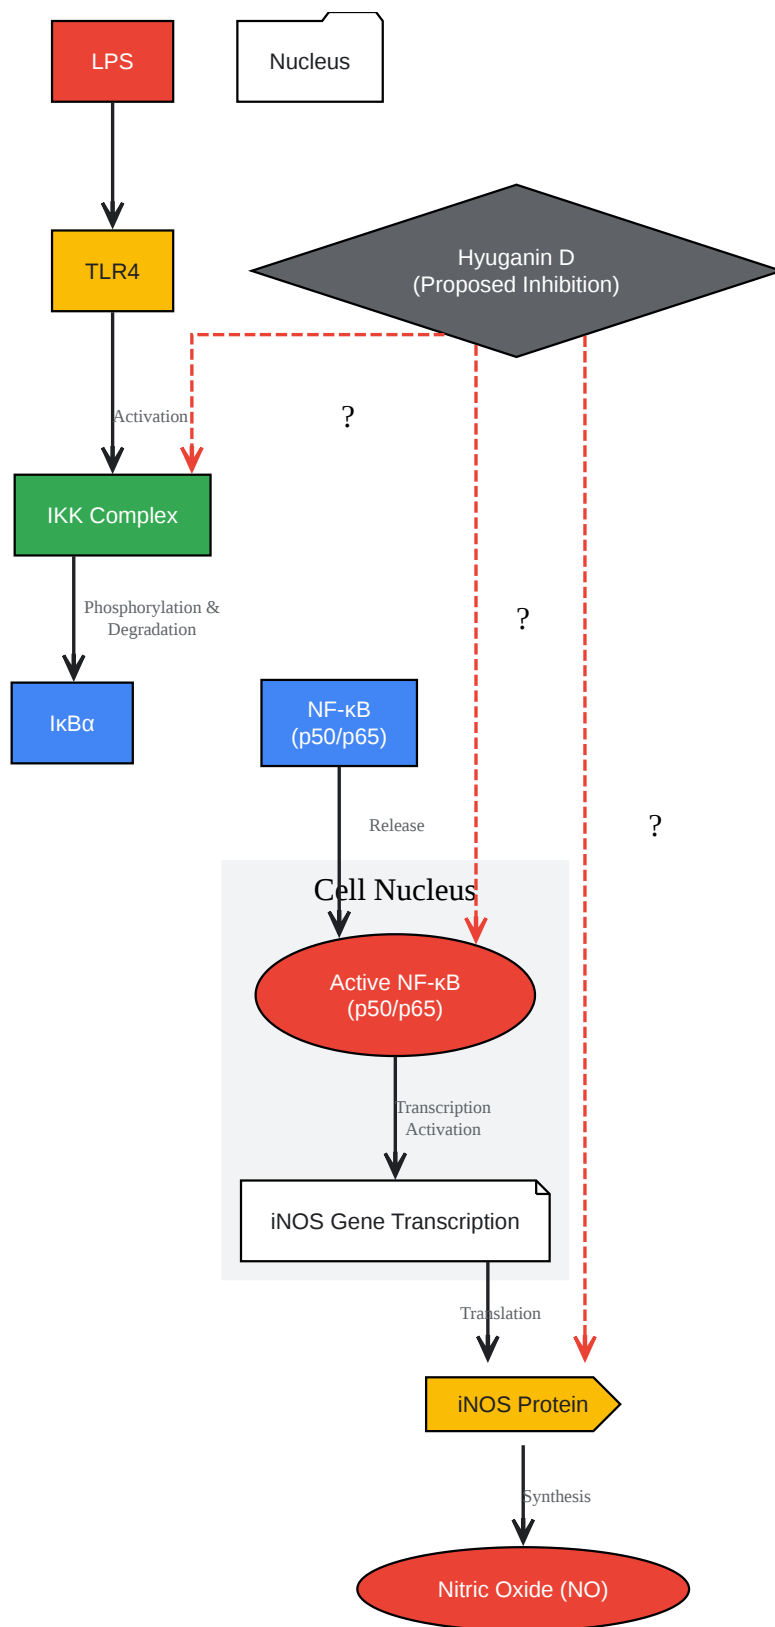 LPS
Nucleus
TLR4
Hyuganin D
(Proposed Inhibition)
Activation
?
IKK Complex
Phosphorylation &
Degradation
?
IκBα
NF-κB
(p50/p65)
Release
?
Cell Nucleus
Active NF-κB
(p50/p65)
Transcription
Activation
iNOS Gene Transcription
Translation
iNOS Protein
Synthesis
Nitric Oxide (NO)